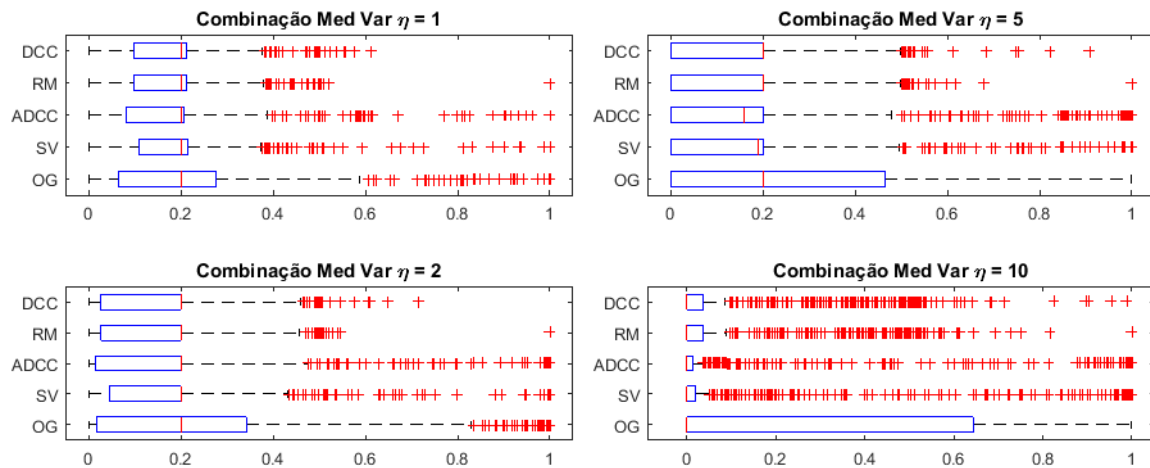 Combinação Med Var η = 1
DCC
RM
ADCC
SV
OG
0 0.2 0.4 0.6 0.8 1
Combinação Med Var η = 5
DCC
RM
ADCC
SV
OG
0 0.2 0.4 0.6 0.8 1
Combinação Med Var η = 2
DCC
RM
ADCC
SV
OG
0 0.2 0.4 0.6 0.8 1
Combinação Med Var η = 10
DCC
RM
ADCC
SV
OG
0 0.2 0.4 0.6 0.8 1